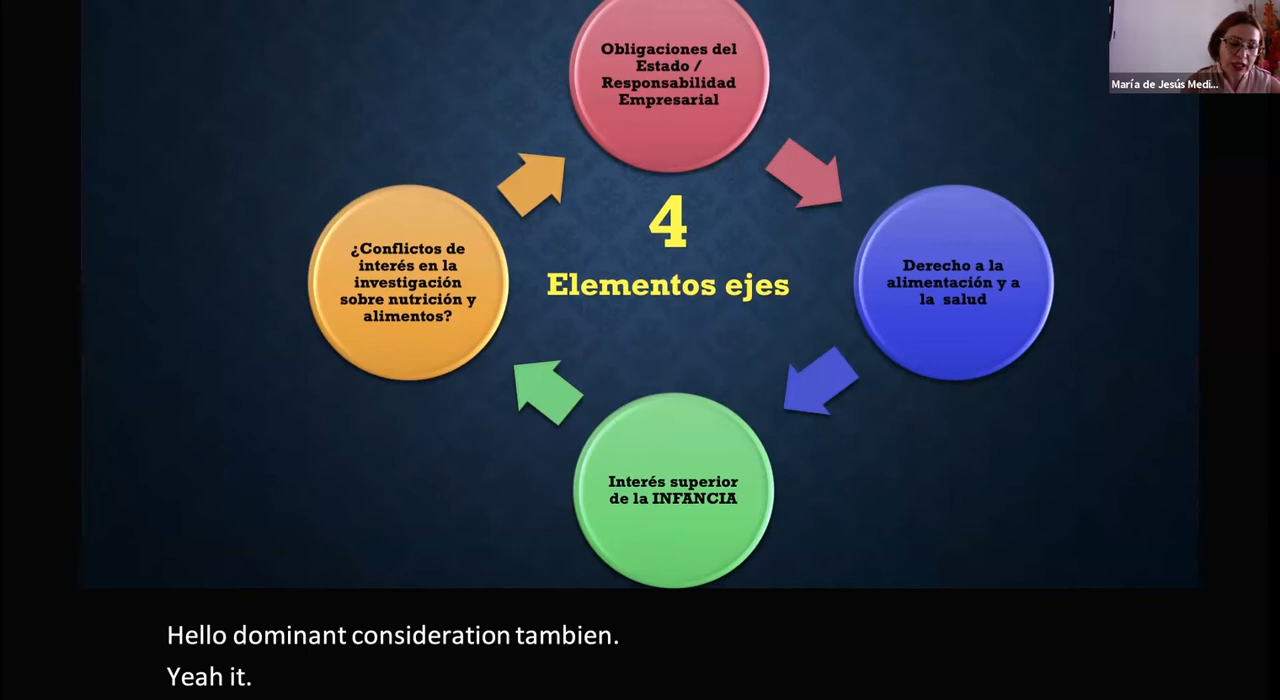 Obligaciones del
Estado /
Responsabilidad
Empresarial
María de Jesús Medi...
4
Elementos ejes
¿Conflictos de
interés en la
investigación
sobre nutrición y
alimentos?
Derecho a la
alimentación y a
la salud
Interés superior
de la INFANCIA
Hello dominant consideration tambien.
Yeah it.